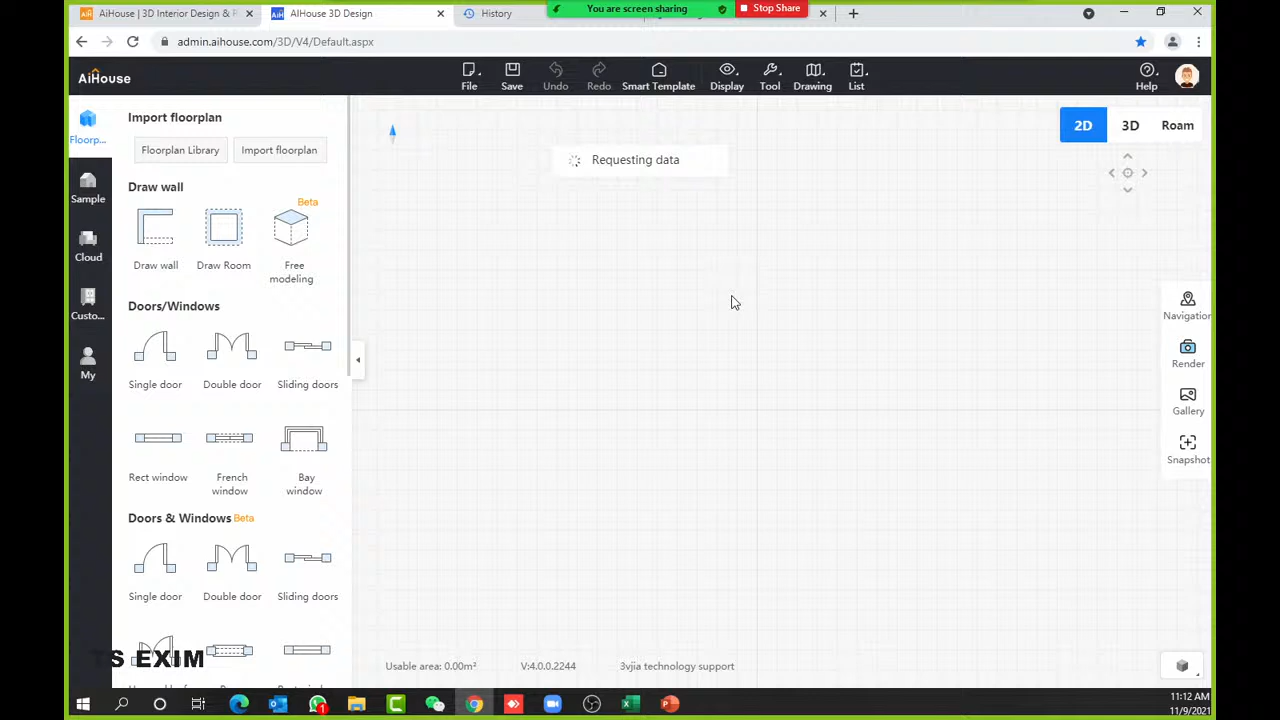 AiHouse | 3D Interior Design & R
AIHouse 3D Design
History
You are screen sharing
Stop Share
admin.aihouse.com/3D/V4/Default.aspx
AiHouse
File
Save
Undo
Redo
Smart Template
Display
Tool
Drawing
List
Help
Floorp...
Sample
Cloud
Custo...
My
Import floorplan
Floorplan Library
Import floorplan
Draw wall
Beta
Draw wall
Draw Room
Free modeling
Doors/Windows
Single door
Double door
Sliding doors
Rect window
French window
Bay window
Doors & Windows Beta
Single door
Double door
Sliding doors
TS EXIM
Requesting data
2D
3D
Roam
Navigation
Render
Gallery
Snapshot
Usable area: 0.00m²
V:4.0.0.2244
3vjia technology support
1
11:12 AM
11/9/2021